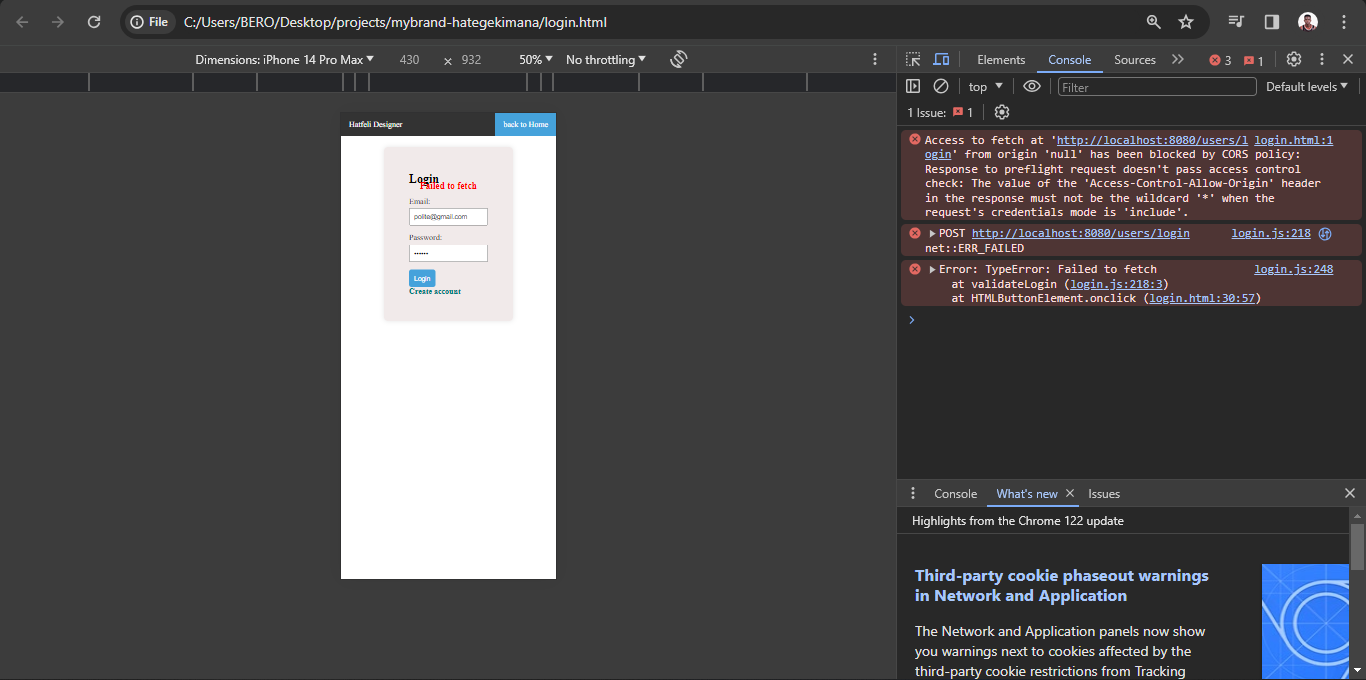 File C:/Users/BERO/Desktop/projects/mybrand-hategekimana/login.html
Dimensions: iPhone 14 Pro Max 430 × 932 50% No throttling
Elements Console Sources 3 1
top Filter Default levels
1 Issue: 1
Hatfeli Designer back to Home
Login
Failed to fetch
Email:
polite@gmail.com
Password:
Login
Create account
Access to fetch at 'http://localhost:8080/users/l login.html:1
ogin' from origin 'null' has been blocked by CORS policy:
Response to preflight request doesn't pass access control
check: The value of the 'Access-Control-Allow-Origin' header
in the response must not be the wildcard '*' when the
request's credentials mode is 'include'.
POST http://localhost:8080/users/login login.js:218
net::ERR_FAILED
Error: TypeError: Failed to fetch login.js:248
at validateLogin (login.js:218:3)
at HTMLButtonElement.onclick (login.html:30:57)
Console What's new Issues
Highlights from the Chrome 122 update
Third-party cookie phaseout warnings
in Network and Application
The Network and Application panels now show
you warnings next to cookies affected by the
third-party cookie restrictions from Tracking